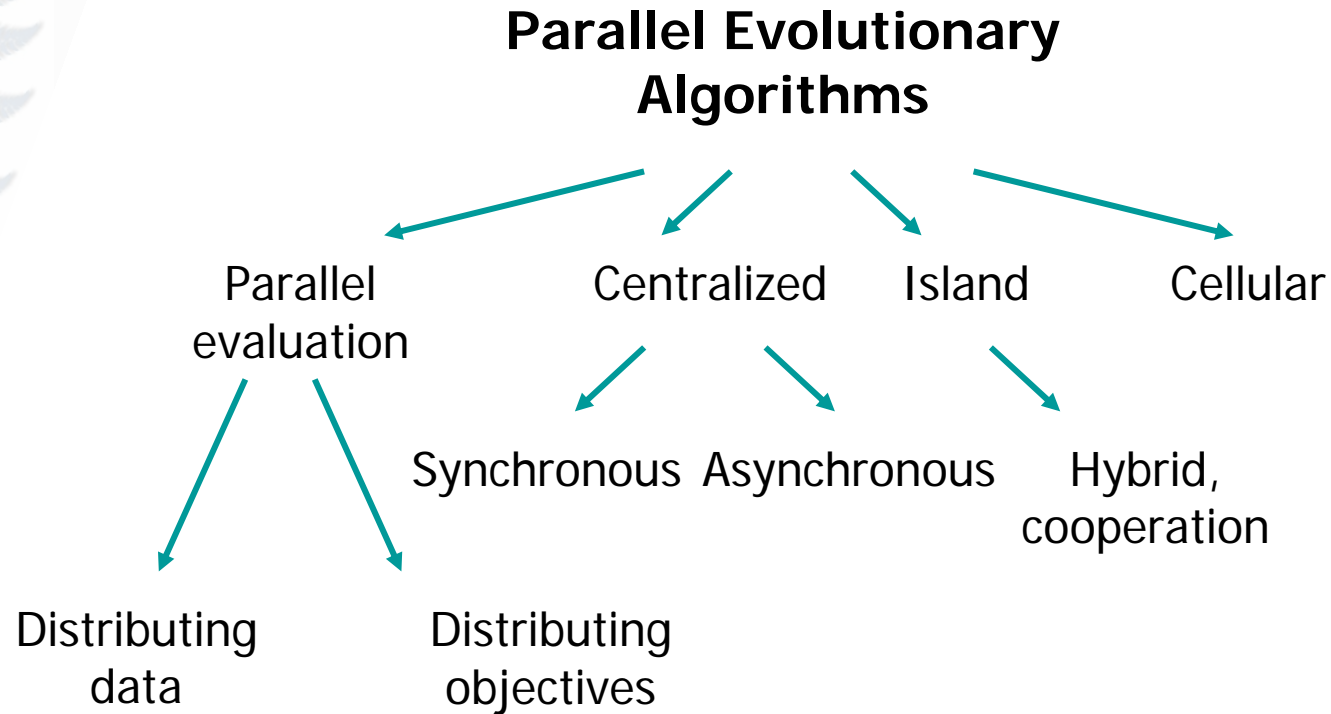 Parallel Evolutionary
Algorithms
Parallel
evaluation
Centralized
Island
Cellular
Synchronous
Asynchronous
Hybrid,
cooperation
Distributing
data
Distributing
objectives